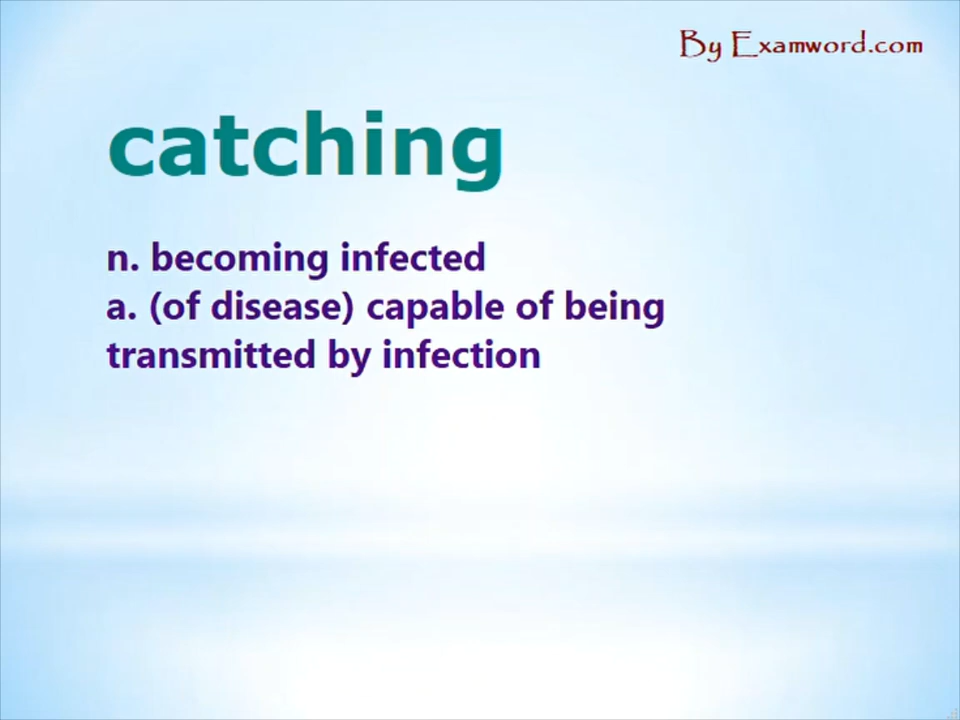 By Examword.com
catching
n. becoming infected
a. (of disease) capable of being
transmitted by infection